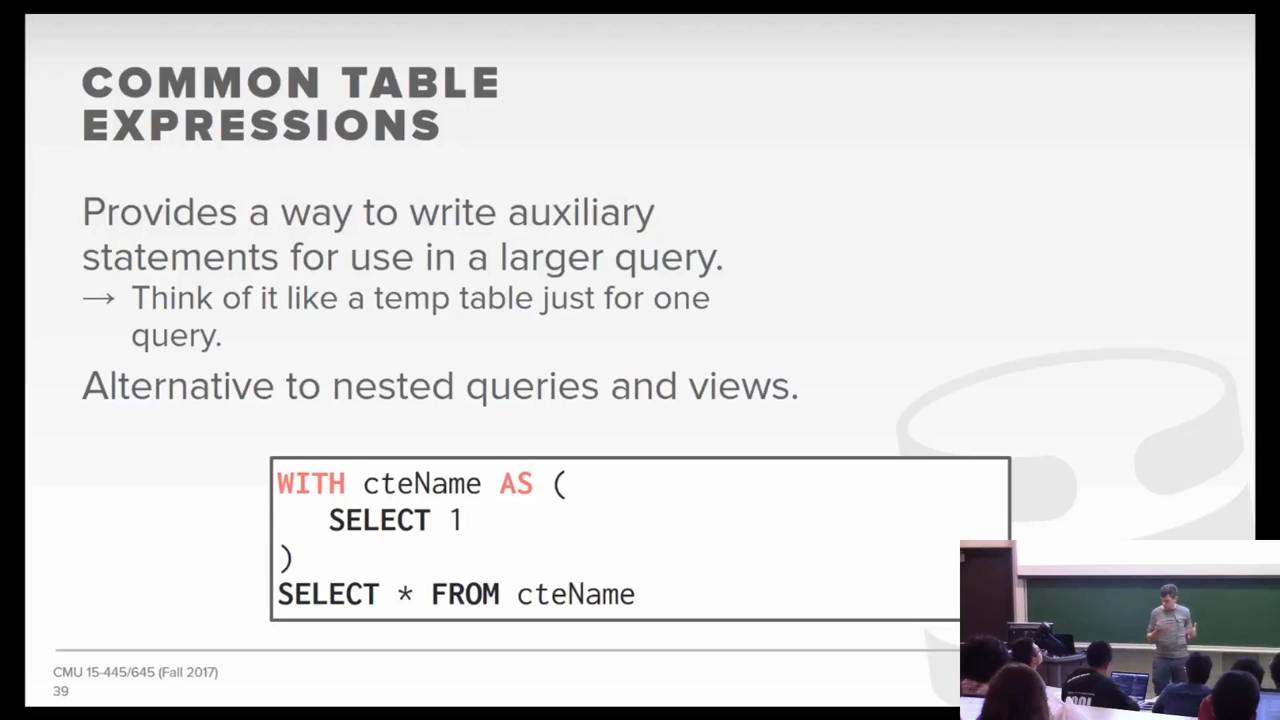 COMMON TABLE
EXPRESSIONS
Provides a way to write auxiliary
statements for use in a larger query.
→ Think of it like a temp table just for one
query.
Alternative to nested queries and views.
WITH cteName AS (
SELECT 1
)
SELECT * FROM cteName
CMU 15-445/645 (Fall 2017)
39